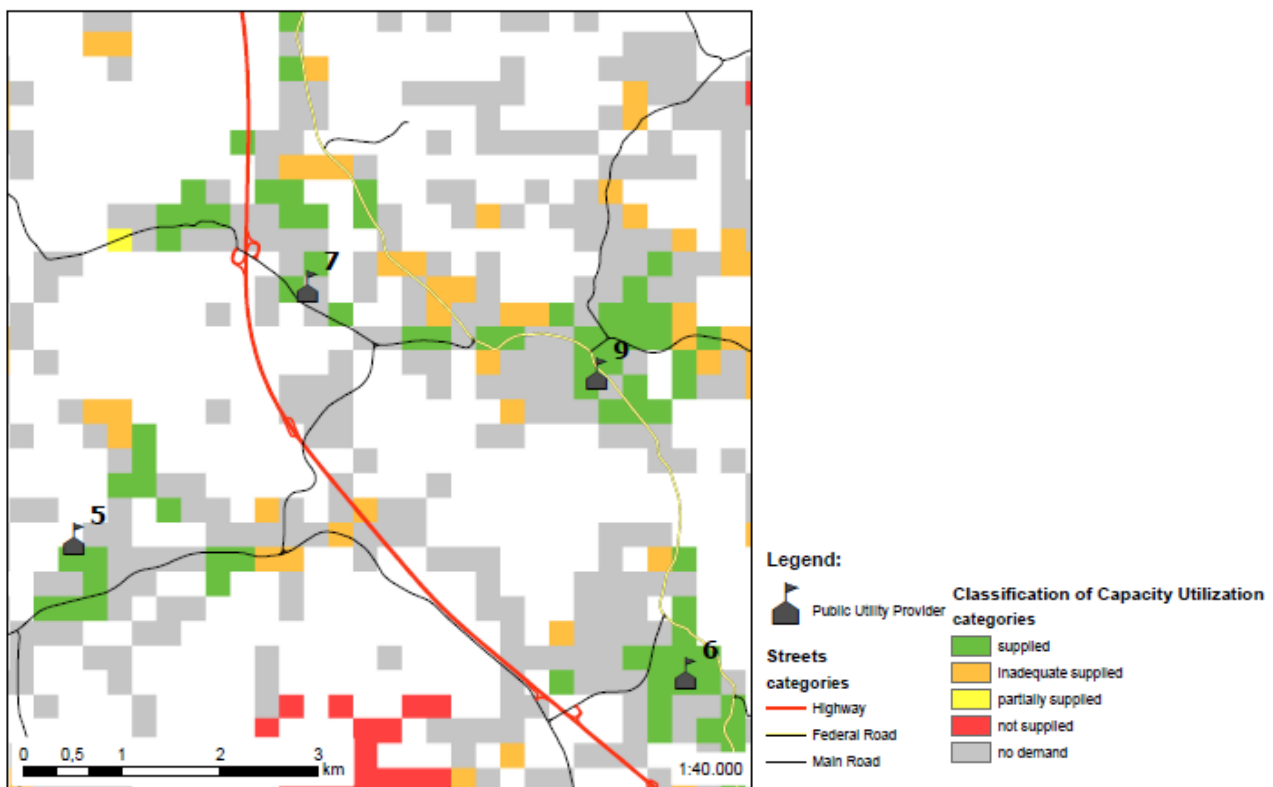 7
9
5
6
0 0,5 1 2 3
km
1:40.000
Legend:
Public Utility Provider
Streets
categories
Highway
Federal Road
Main Road
Classification of Capacity Utilization
categories
supplied
inadequate supplied
partially supplied
not supplied
no demand